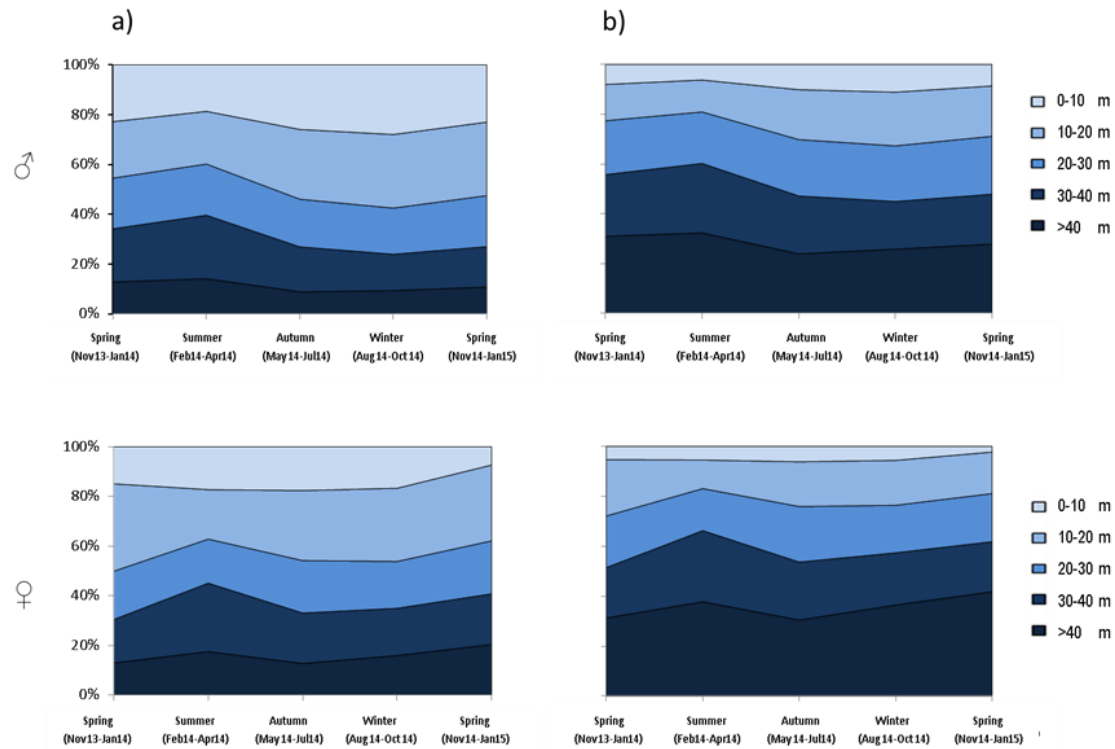 a)
b)
100%
80%
60%
40%
20%
0%
♂
Spring Summer Autumn Winter Spring
(Nov13-Jan14) (Feb14-Apr14) (May14-Jul14) (Aug14-Oct14) (Nov14-Jan15)
Spring Summer Autumn Winter Spring
(Nov13-Jan14) (Feb14-Apr14) (May14-Jul14) (Aug14-Oct14) (Nov14-Jan15)
0-10 m
10-20 m
20-30 m
30-40 m
>40 m
100%
80%
60%
40%
20%
0%
♀
Spring Summer Autumn Winter Spring
(Nov13-Jan14) (Feb14-Apr14) (May14-Jul14) (Aug14-Oct14) (Nov14-Jan15)
Spring Summer Autumn Winter Spring
(Nov13-Jan14) (Feb14-Apr14) (May14-Jul14) (Aug14-Oct14) (Nov14-Jan15)
0-10 m
10-20 m
20-30 m
30-40 m
>40 m